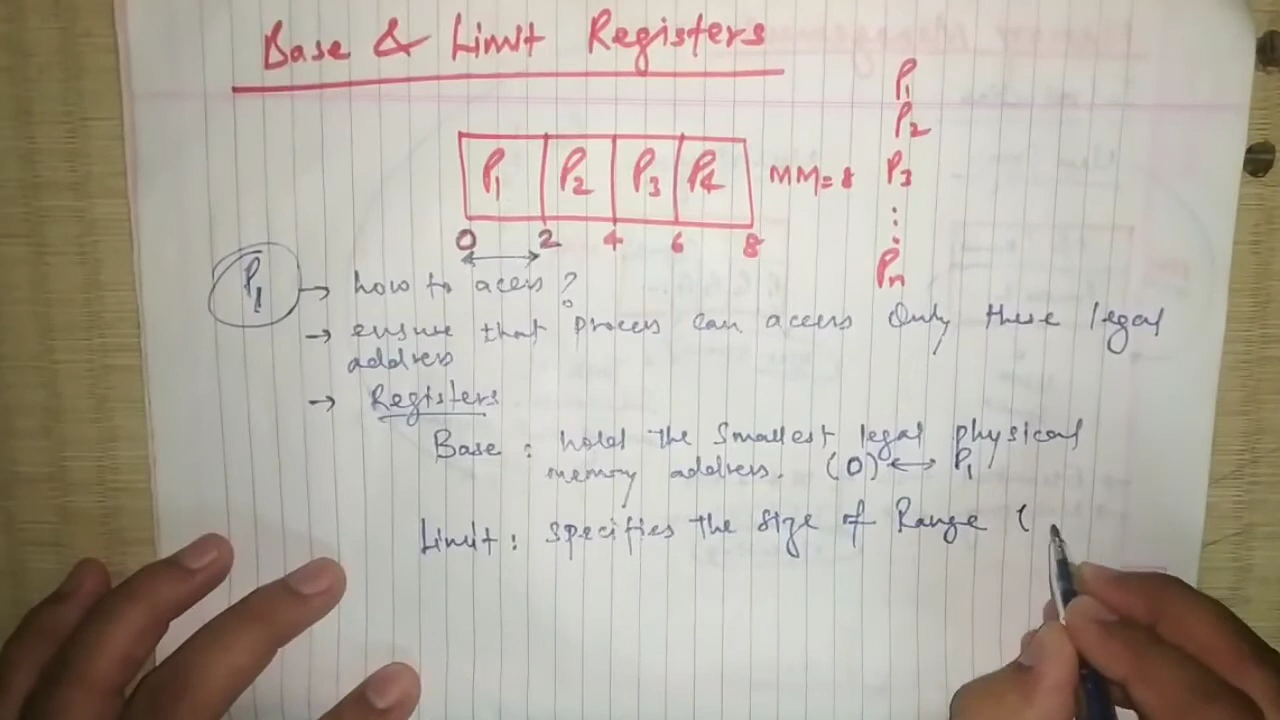 Base & Limit Registers
P1
P2
P3
⋮
Pn
P1 P2 P3 P4 MM=8
0 2 4 6 8
P1 → how to acess?
→ ensure that process can access only these legal
address
→ Registers
Base : hold the smallest legal physical
memory address. (0) ↔ P1
Limit : specifies the size of Range (